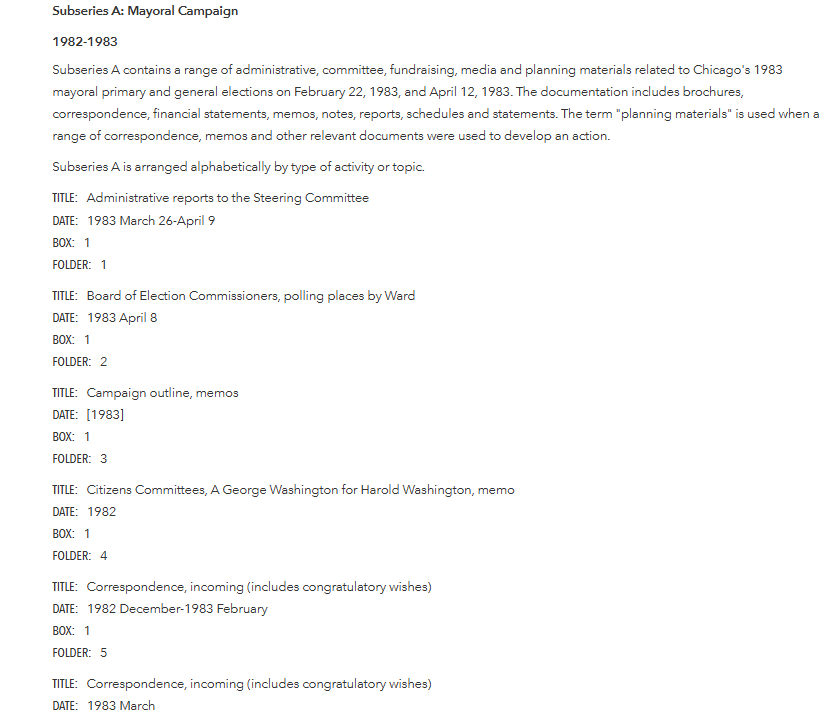 Subseries A: Mayoral Campaign
1982-1983
Subseries A contains a range of administrative, committee, fundraising, media and planning materials related to Chicago's 1983
mayoral primary and general elections on February 22, 1983, and April 12, 1983. The documentation includes brochures,
correspondence, financial statements, memos, notes, reports, schedules and statements. The term "planning materials" is used when a
range of correspondence, memos and other relevant documents were used to develop an action.
Subseries A is arranged alphabetically by type of activity or topic.
TITLE: Administrative reports to the Steering Committee
DATE: 1983 March 26-April 9
BOX: 1
FOLDER: 1
TITLE: Board of Election Commissioners, polling places by Ward
DATE: 1983 April 8
BOX: 1
FOLDER: 2
TITLE: Campaign outline, memos
DATE: [1983]
BOX: 1
FOLDER: 3
TITLE: Citizens Committees, A George Washington for Harold Washington, memo
DATE: 1982
BOX: 1
FOLDER: 4
TITLE: Correspondence, incoming (includes congratulatory wishes)
DATE: 1982 December-1983 February
BOX: 1
FOLDER: 5
TITLE: Correspondence, incoming (includes congratulatory wishes)
DATE: 1983 March